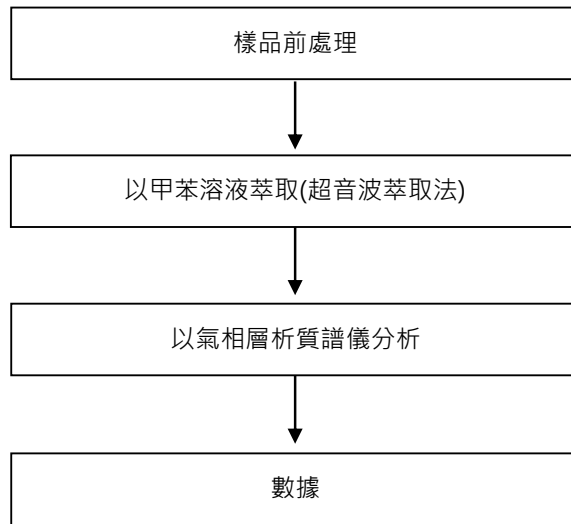 樣品前處理
以甲苯溶液萃取(超音波萃取法)
以氣相層析質譜儀分析
數據